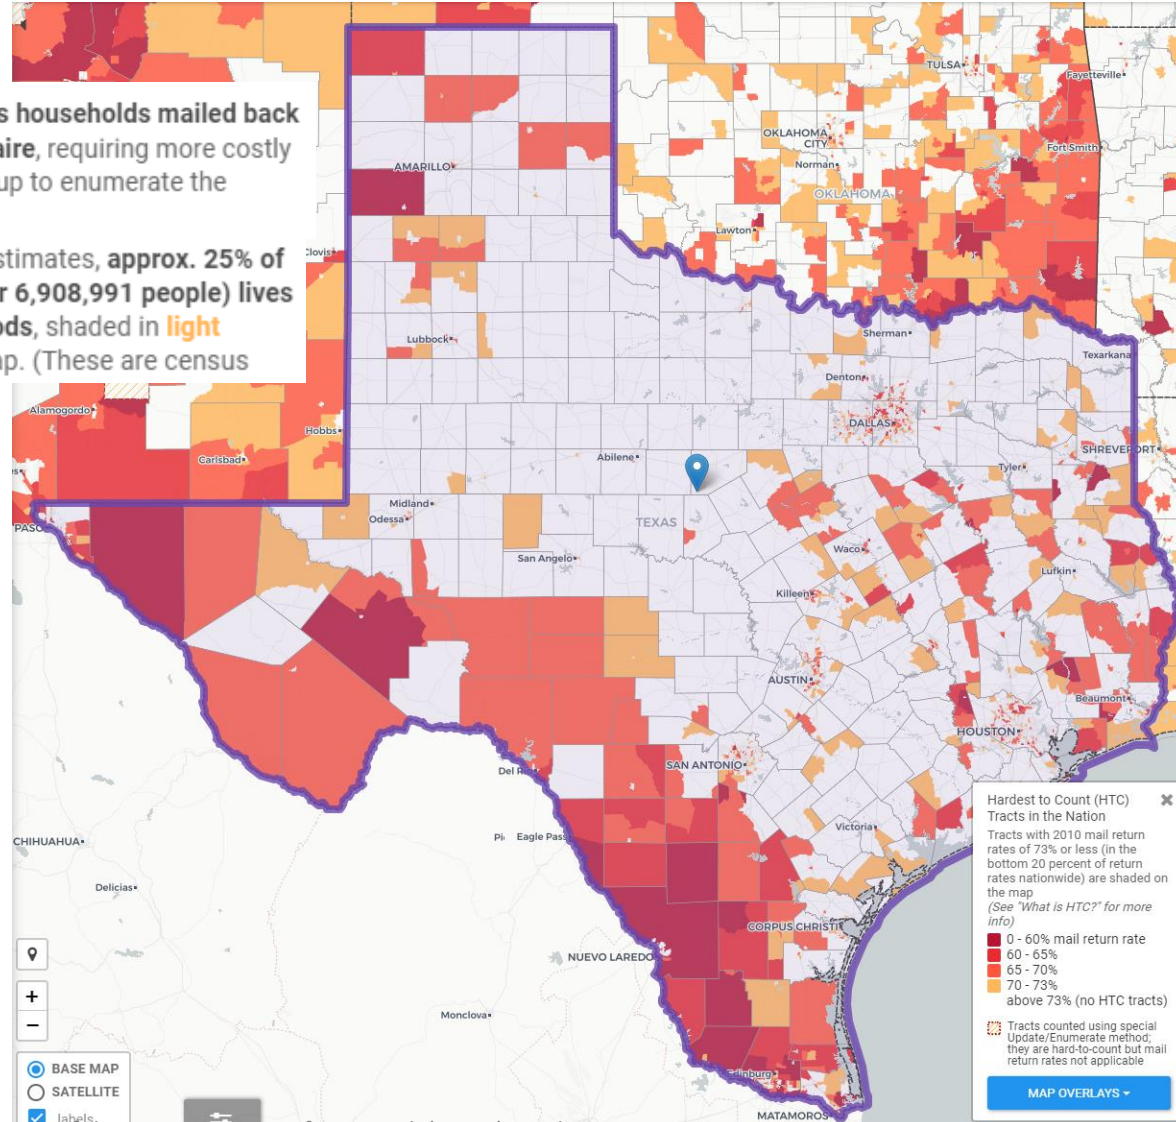 s households mailed back
aire, requiring more costly
up to enumerate the
stimates, approx. 25% of
r 6,908,991 people) lives
ods, shaded in light
ap. (These are census
TULSA
Fayetteville
OKLAHOMA
CITY
Norman
Fort Smith
AMARILLO
OKLAHOMA
Lawton
Clovis
Lubbock
Sherman
Texarkana
Denton
Alamogordo
DALLAS
Hobbs
Carlsbad
Abilene
SHREVEPORT
Tyler
Midland
Odessa
PASO
TEXAS
San Angelo
Waco
Lufkin
Killeen
AUSTIN
Beaumont
HOUSTON
SAN ANTONIO
Del Rio
Victoria
CHIHUAHUA
Eagle Pass
Delicias
CORPUS CHRISTI
NUEVO LAREDO
Monclova
Edinburg
MATAMOROS
Hardest to Count (HTC)
Tracts in the Nation
Tracts with 2010 mail return
rates of 73% or less (in the
bottom 20 percent of return
rates nationwide) are shaded on
the map
(See "What is HTC?" for more
info)
0 - 60% mail return rate
60 - 65%
65 - 70%
70 - 73%
above 73% (no HTC tracts)
Tracts counted using special
Update/Enumerate method;
they are hard-to-count but mail
return rates not applicable
MAP OVERLAYS
+
−
BASE MAP
SATELLITE
labels,